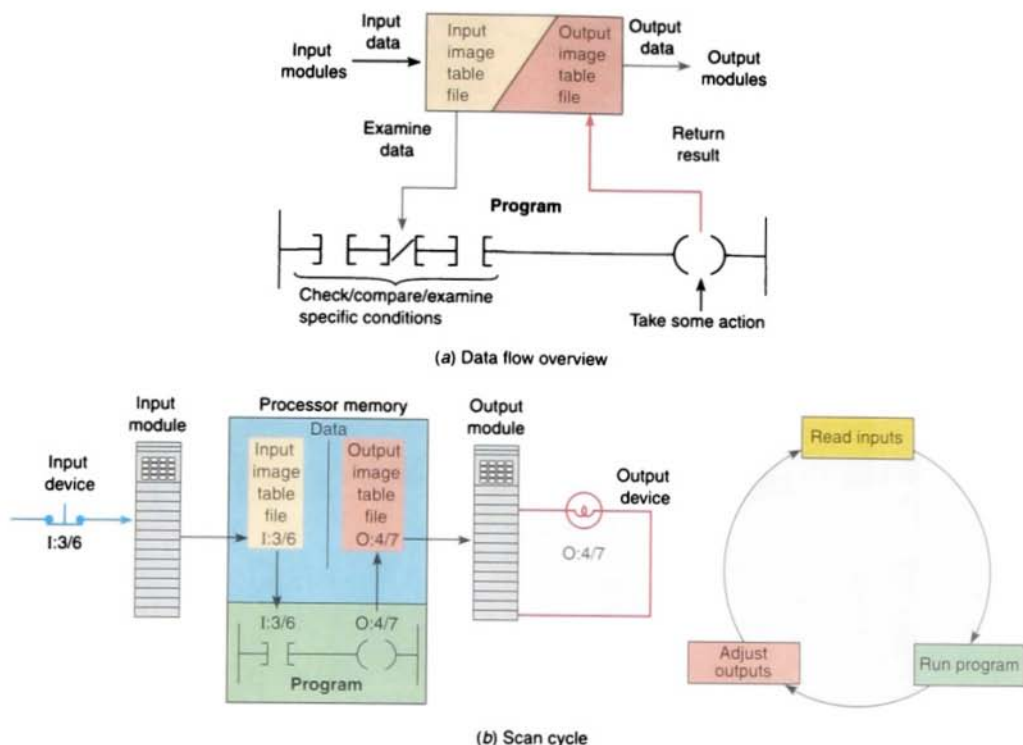 Input data
Input modules
Input image table file
Output image table file
Output data
Output modules
Examine data
Return result
Program
Check/compare/examine
specific conditions
Take some action
(a) Data flow overview
Input module
Processor memory
Output module
Data
Input device
I:3/6
Input image table file
I:3/6
Output image table file
O:4/7
Output device
O:4/7
I:3/6
O:4/7
Program
Read inputs
Adjust outputs
Run program
(b) Scan cycle